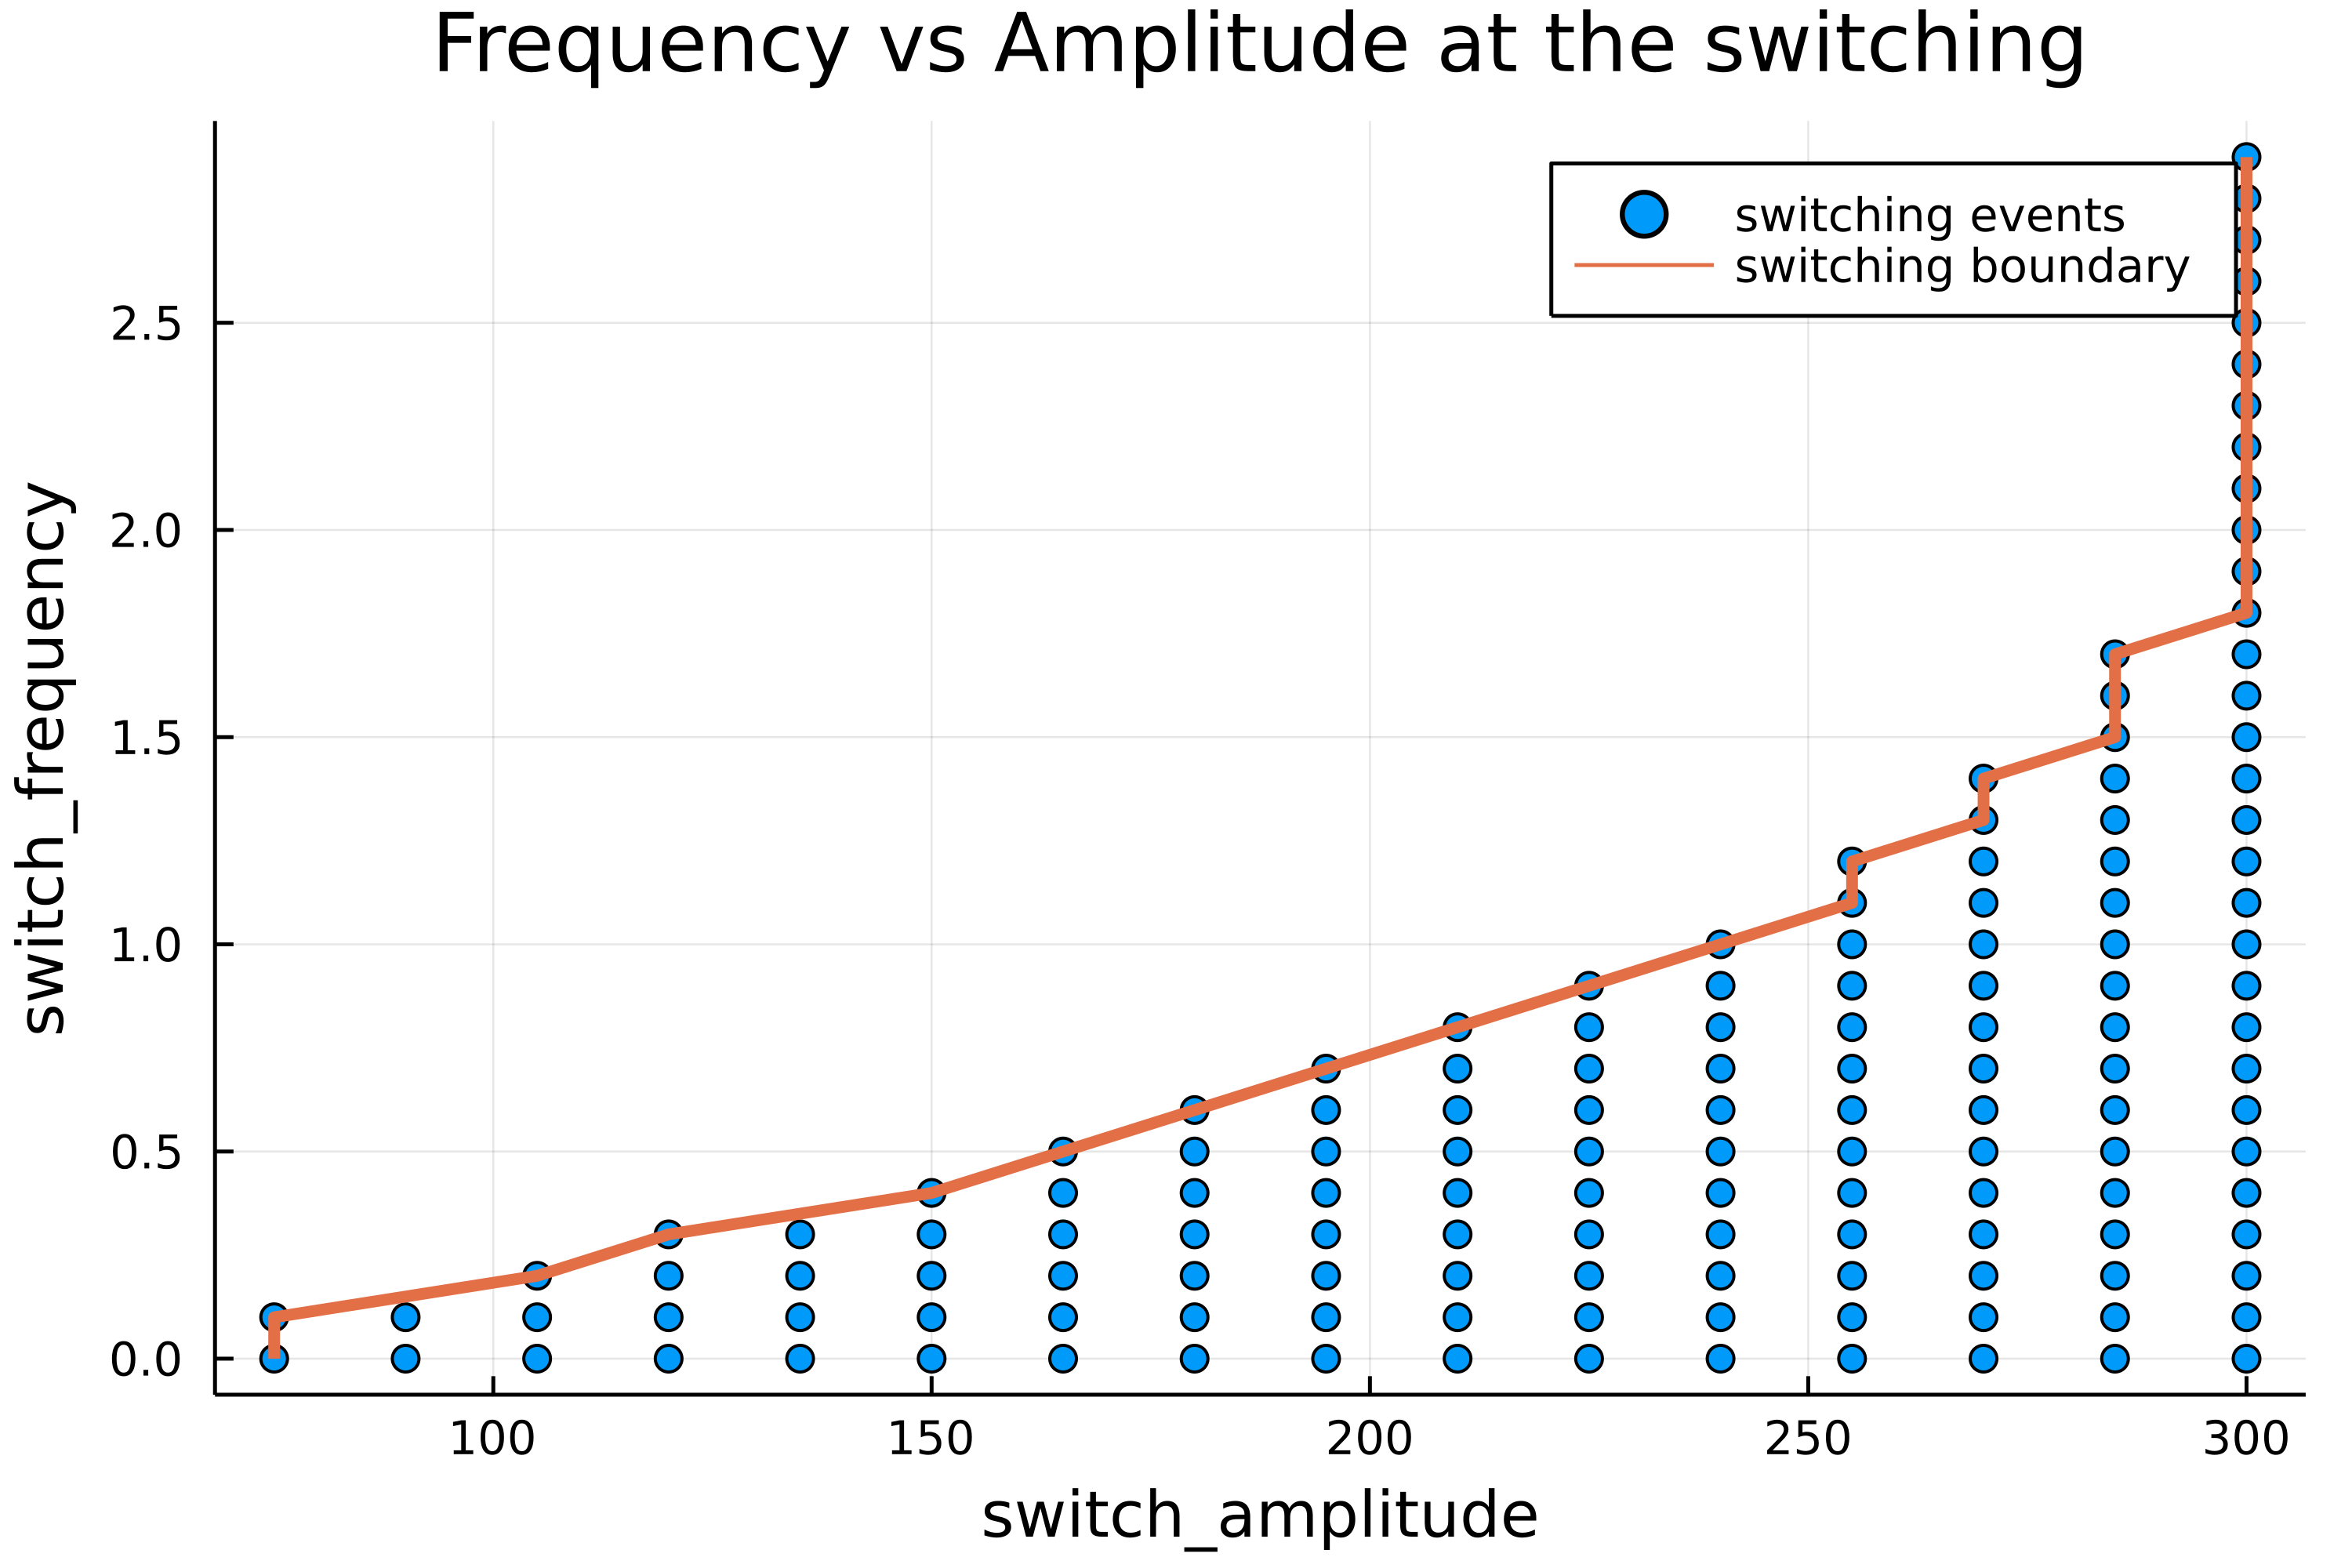 Frequency vs Amplitude at the switching
switching events
switching boundary
switch_frequency
2.5
2.0
1.5
1.0
0.5
0.0
100 150 200 250 300
switch_amplitude